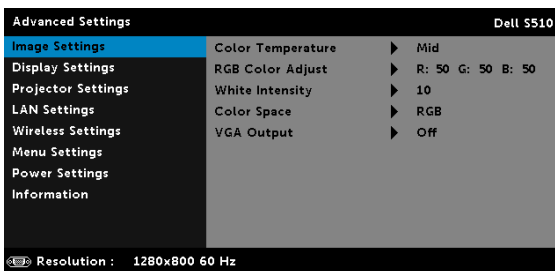 Advanced Settings Dell S510
Image Settings Color Temperature Mid
Display Settings RGB Color Adjust R: 50 G: 50 B: 50
Projector Settings White Intensity 10
LAN Settings Color Space RGB
Wireless Settings VGA Output Off
Menu Settings
Power Settings
Information
Resolution : 1280x800 60 Hz